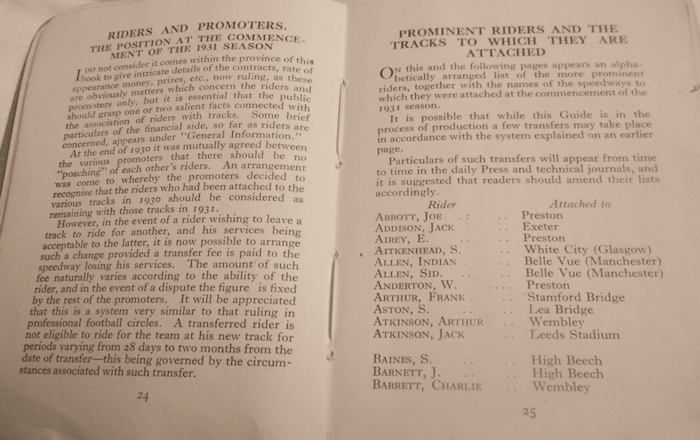 RIDERS AND PROMOTERS.
THE POSITION AT THE COMMENCE-
MENT OF THE 1931 SEASON
I DO NOT consider it comes within the province of this
book to give intricate details of the contracts, rate of
appearance money, prizes, etc., now ruling, as these
are obviously matters which concern the riders and
promoters only, but it is essential that the public
should grasp one or two salient facts connected with
the association of riders with tracks. Some brief
particulars of the financial side, so far as riders are
concerned, appears under "General Information."
At the end of 1930 it was mutually agreed between
the various promoters that there should be no
"poaching" of each other's riders. An arrangement
was come to whereby the promoters decided to
recognise that the riders who had been attached to the
various tracks in 1930 should be considered as
remaining with those tracks in 1931.
However, in the event of a rider wishing to leave a
track to ride for another, and his services being
acceptable to the latter, it is now possible to arrange
such a change provided a transfer fee is paid to the
speedway losing his services. The amount of such
fee naturally varies according to the ability of the
rider, and in the event of a dispute the figure is fixed
by the rest of the promoters. It will be appreciated
that this is a system very similar to that ruling in
professional football circles. A transferred rider is
not eligible to ride for the team at his new track for
periods varying from 28 days to two months from the
date of transfer—this being governed by the circum-
stances associated with such transfer.
24
PROMINENT RIDERS AND THE
TRACKS TO WHICH THEY ARE
ATTACHED
ON this and the following pages appears an alpha-
betically arranged list of the more prominent
riders, together with the names of the speedways to
which they were attached at the commencement of the
1931 season.
It is possible that while this Guide is in the
process of production a few transfers may take place
in accordance with the system explained on an earlier
page.
Particulars of such transfers will appear from time
to time in the daily Press and technical journals, and
it is suggested that readers should amend their lists
accordingly.
Rider Attached to
ABBOTT, JOE .. .. Preston
ADDISON, JACK .. Exeter
AIREY, E. .. Preston
AITKENHEAD, S. .. White City (Glasgow)
ALLEN, INDIAN .. Belle Vue (Manchester)
ALLEN, SID. .. Belle Vue (Manchester)
ANDERTON, W. .. .. Preston
ARTHUR, FRANK .. Stamford Bridge
ASTON, S. .. Lea Bridge
ATKINSON, ARTHUR .. Wembley
ATKINSON, JACK .. Leeds Stadium
BAINES, S. .. High Beech
BARNETT, J. .. High Beech
BARRETT, CHARLIE .. Wembley
25